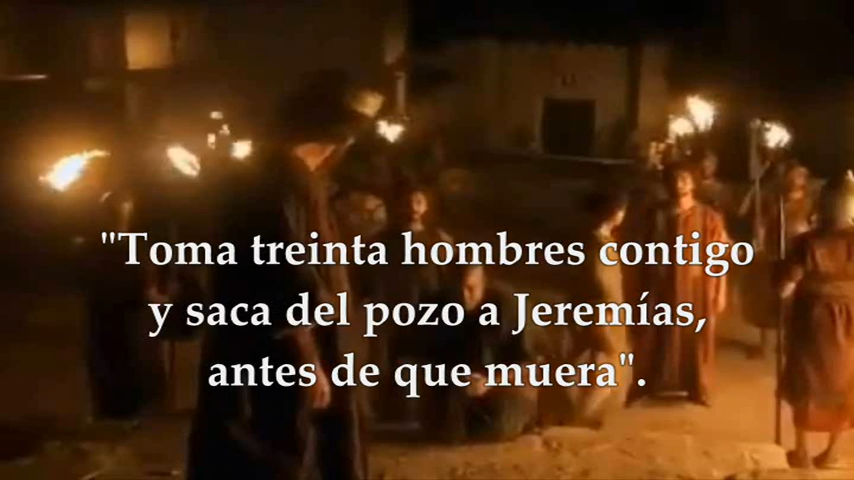 "Toma treinta hombres contigo
y saca del pozo a Jeremías,
antes de que muera".